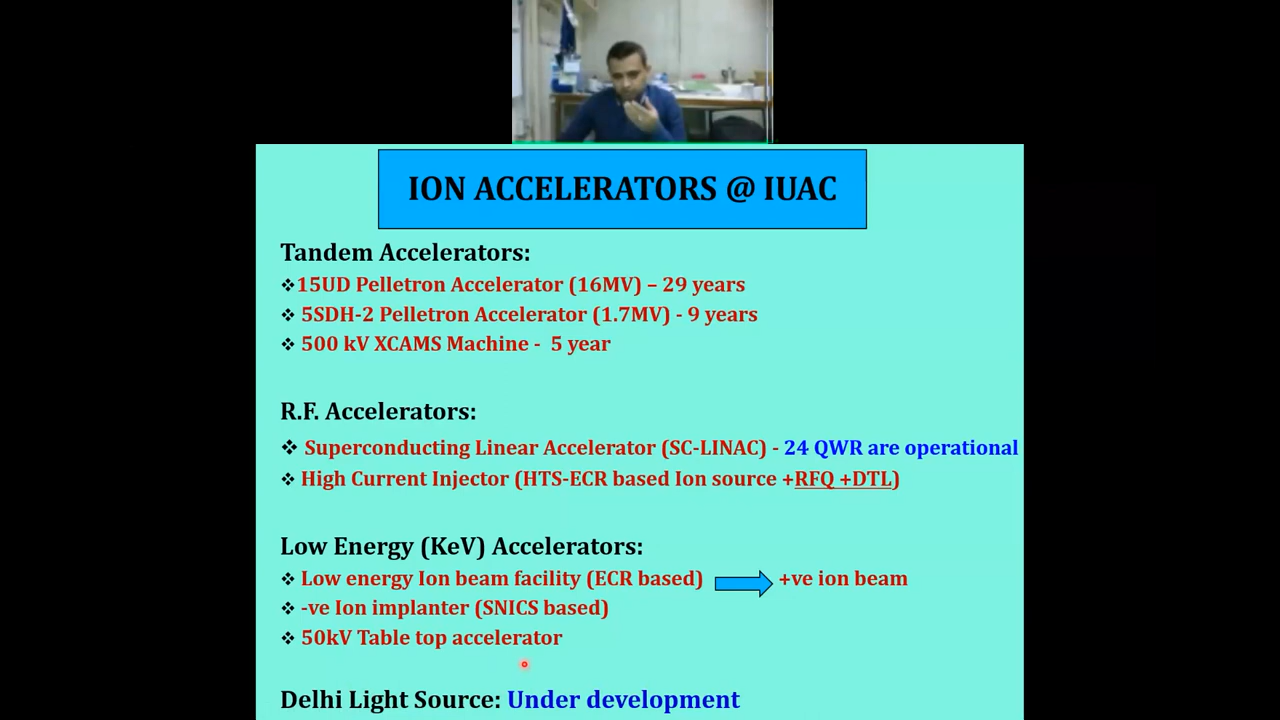 ION ACCELERATORS @ IUAC
Tandem Accelerators:
❖15UD Pelletron Accelerator (16MV) – 29 years
❖ 5SDH-2 Pelletron Accelerator (1.7MV) - 9 years
❖ 500 kV XCAMS Machine - 5 year
R.F. Accelerators:
❖ Superconducting Linear Accelerator (SC-LINAC) - 24 QWR are operational
❖ High Current Injector (HTS-ECR based Ion source +RFQ +DTL)
Low Energy (KeV) Accelerators:
❖ Low energy Ion beam facility (ECR based) +ve ion beam
❖ -ve Ion implanter (SNICS based)
❖ 50kV Table top accelerator
Delhi Light Source: Under development